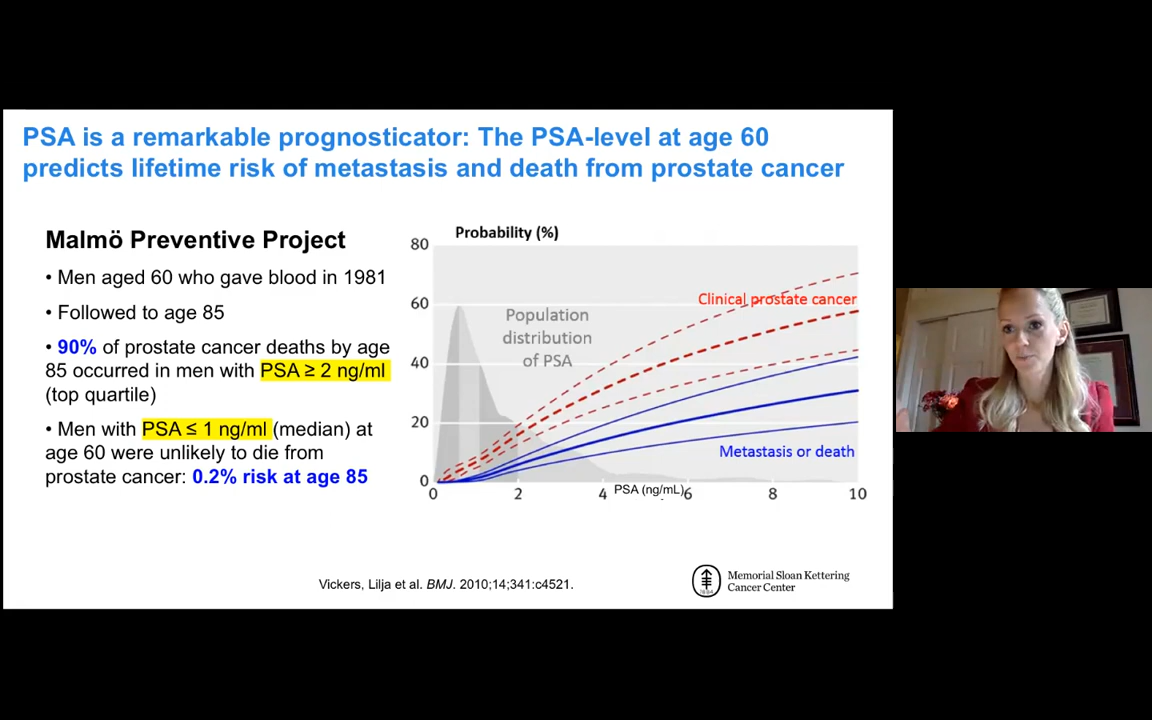 PSA is a remarkable prognosticator: The PSA-level at age 60
predicts lifetime risk of metastasis and death from prostate cancer
Malmö Preventive Project
• Men aged 60 who gave blood in 1981
• Followed to age 85
• 90% of prostate cancer deaths by age
85 occurred in men with PSA ≥ 2 ng/ml
(top quartile)
• Men with PSA ≤ 1 ng/ml (median) at
age 60 were unlikely to die from
prostate cancer: 0.2% risk at age 85
Probability (%)
80
60
40
20
0
Clinical prostate cancer
Population
distribution
of PSA
Metastasis or death
0 2 4 6 8 10
PSA (ng/mL)
Vickers, Lilja et al. BMJ. 2010;14;341:c4521.
Memorial Sloan Kettering
Cancer Center